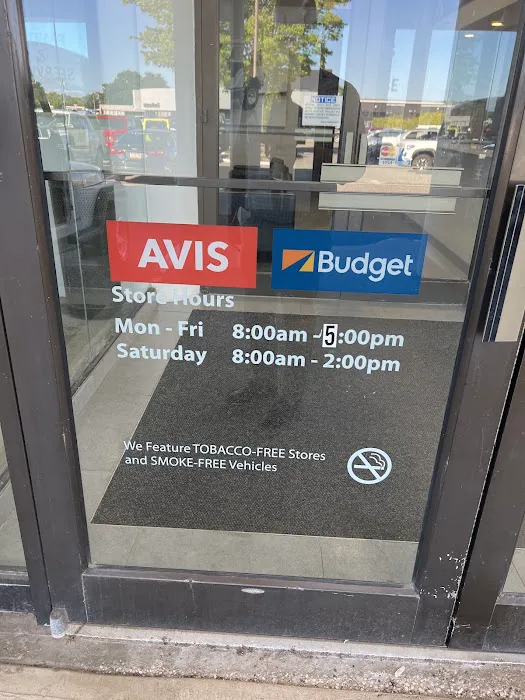 NOTICE
AVIS
Budget
Store Hours
Mon - Fri 8:00am - 5:00pm
Saturday 8:00am - 2:00pm
We Feature TOBACCO-FREE Stores
and SMOKE-FREE Vehicles